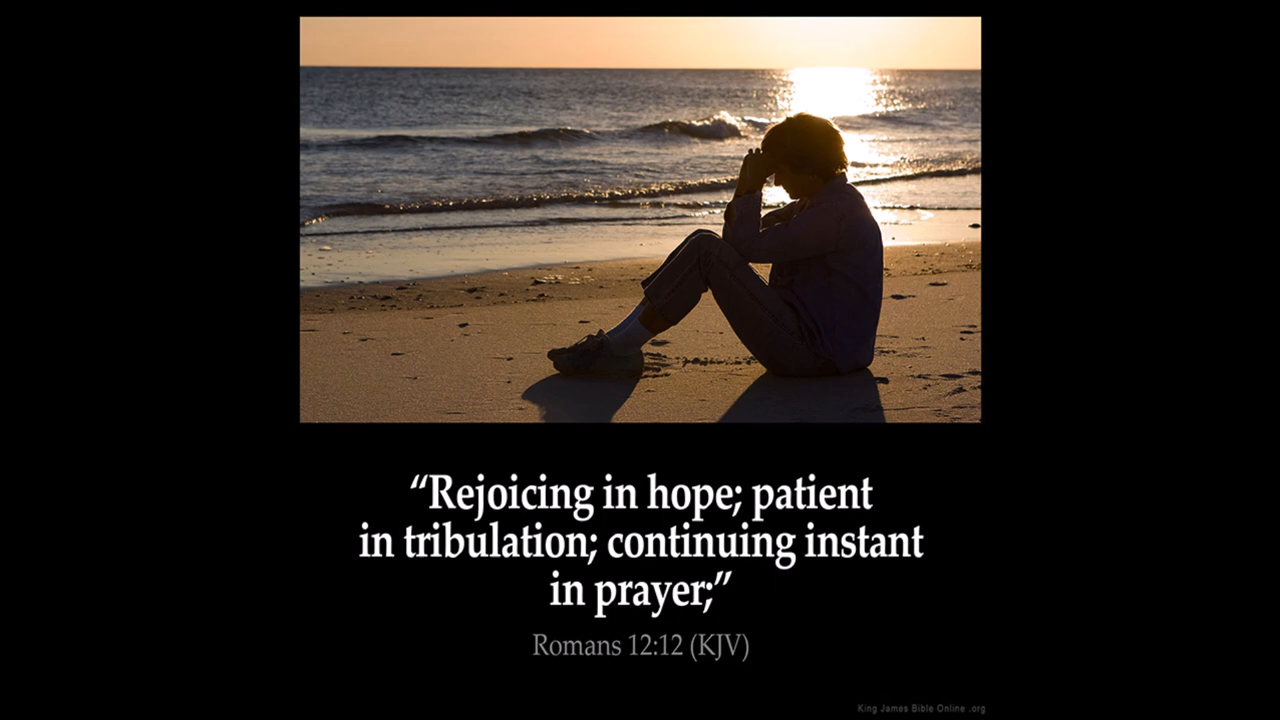 “Rejoicing in hope; patient
in tribulation; continuing instant
in prayer;”
Romans 12:12 (KJV)
King James Bible Online .org